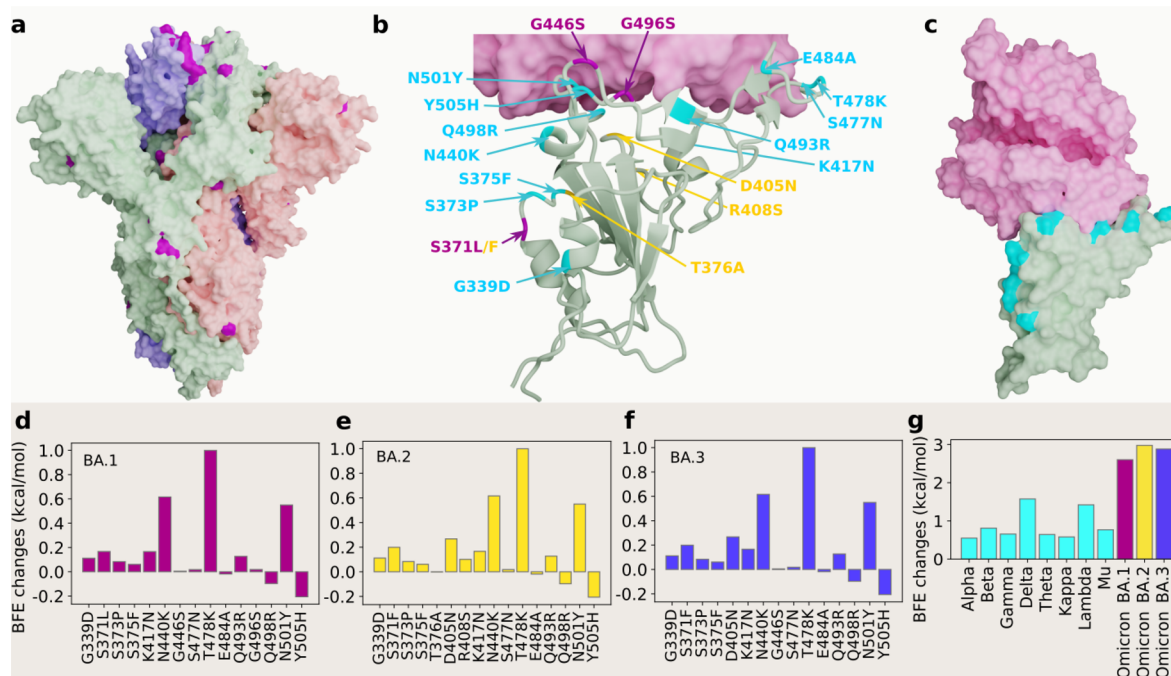 a
b
c
G446S
G496S
E484A
N501Y
Y505H
Q498R
N440K
T478K
S477N
Q493R
K417N
S375F
S373P
D405N
R408S
S371L/F
T376A
G339D
d
e
f
g
BFE changes (kcal/mol)
BA.1
1.0
0.8
0.6
0.4
0.2
0.0
-0.2
G339D
S371L
S373P
S375F
K417N
N440K
G446S
S477N
T478K
E484A
Q493R
G496S
Q498R
N501Y
Y505H
BA.2
1.0
0.8
0.6
0.4
0.2
0.0
-0.2
G339D
S371F
S373P
S375F
T376A
D405N
R408S
K417N
N440K
S477N
T478K
E484A
Q493R
Q498R
N501Y
Y505H
BA.3
1.0
0.8
0.6
0.4
0.2
0.0
-0.2
G339D
S371F
S373P
S375F
D405N
K417N
N440K
G446S
S477N
T478K
E484A
Q493R
Q498R
N501Y
Y505H
BFE changes (kcal/mol)
3
2
1
0
Alpha
Beta
Gamma
Delta
Theta
Kappa
Lambda
Mu
Omicron BA.1
Omicron BA.2
Omicron BA.3